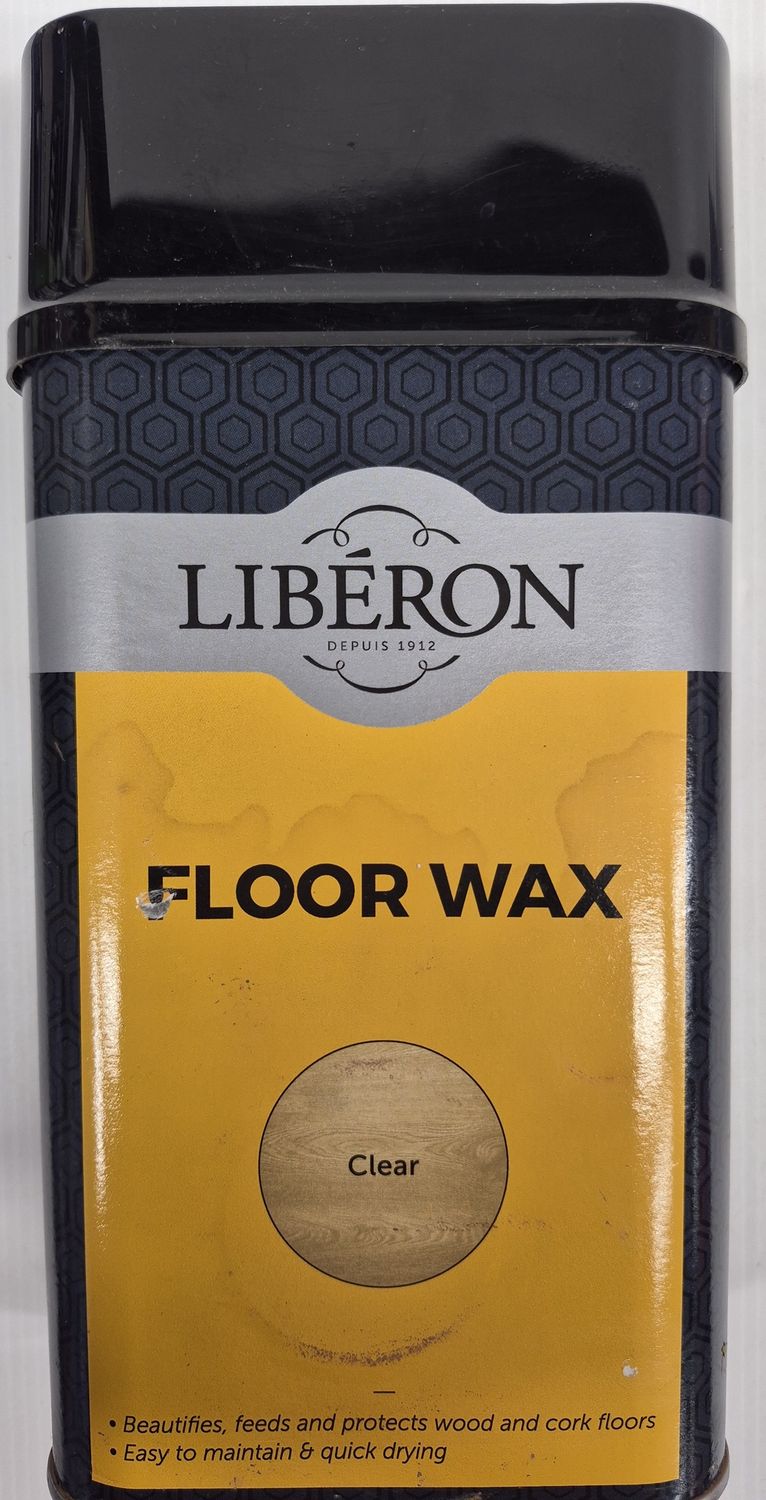 LIBÉRON
DEPUIS 1912
FLOOR WAX
Clear
• Beautifies, feeds and protects wood and cork floors
• Easy to maintain & quick drying